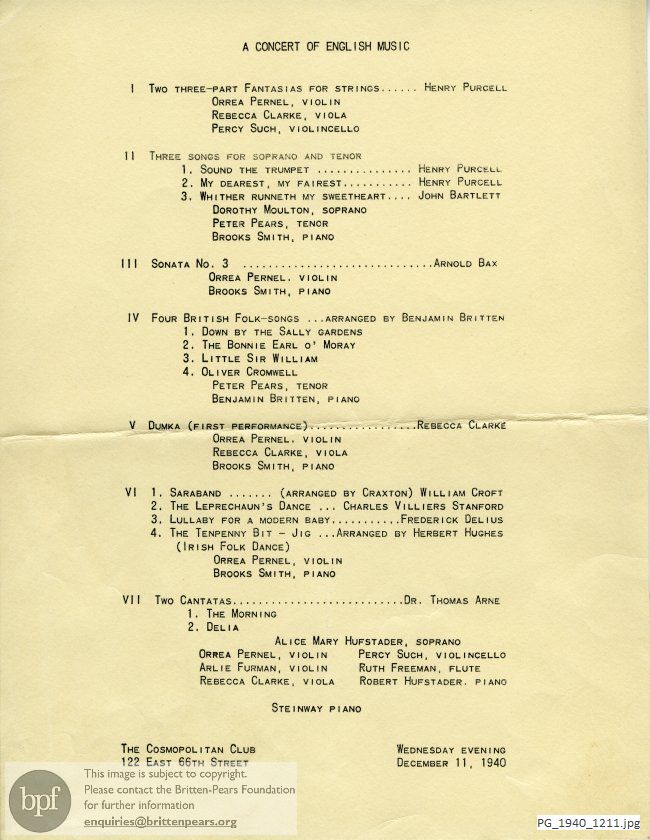 A CONCERT OF ENGLISH MUSIC
I TWO THREE-PART FANTASIAS FOR STRINGS...... HENRY PURCELL
ORREA PERNEL, VIOLIN
REBECCA CLARKE, VIOLA
PERCY SUCH, VIOLINCELLO
II THREE SONGS FOR SOPRANO AND TENOR
1. SOUND THE TRUMPET ............... HENRY PURCELL
2. MY DEAREST, MY FAIREST........... HENRY PURCELL
3. WHITHER RUNNETH MY SWEETHEART.... JOHN BARTLETT
DOROTHY MOULTON, SOPRANO
PETER PEARS, TENOR
BROOKS SMITH, PIANO
III SONATA NO. 3 ..............................ARNOLD BAX
ORREA PERNEL. VIOLIN
BROOKS SMITH, PIANO
IV FOUR BRITISH FOLK-SONGS ...ARRANGED BY BENJAMIN BRITTEN
1. DOWN BY THE SALLY GARDENS
2. THE BONNIE EARL O' MORAY
3. LITTLE SIR WILLIAM
4. OLIVER CROMWELL
PETER PEARS, TENOR
BENJAMIN BRITTEN, PIANO
V DUMKA (FIRST PERFORMANCE).................REBECCA CLARKE
ORREA PERNEL. VIOLIN
REBECCA CLARKE, VIOLA
BROOKS SMITH, PIANO
VI 1. SARABAND ....... (ARRANGED BY CRAXTON) WILLIAM CROFT
2. THE LEPRECHAUN'S DANCE ... CHARLES VILLIERS STANFORD
3. LULLABY FOR A MODERN BABY...........FREDERICK DELIUS
4. THE TENPENNY BIT - JIG ...ARRANGED BY HERBERT HUGHES
(IRISH FOLK DANCE)
ORREA PERNEL, VIOLIN
BROOKS SMITH, PIANO
VII TWO CANTATAS...........................DR. THOMAS ARNE
1. THE MORNING
2. DELIA
ALICE MARY HUFSTADER, SOPRANO
ORREA PERNEL, VIOLIN PERCY SUCH, VIOLINCELLO
ARLIE FURMAN, VIOLIN RUTH FREEMAN, FLUTE
REBECCA CLARKE, VIOLA ROBERT HUFSTADER. PIANO
STEINWAY PIANO
THE COSMOPOLITAN CLUB WEDNESDAY EVENING
122 EAST 66TH STREET DECEMBER 11, 1940
bpf
This image is subject to copyright.
Please contact the Britten-Pears Foundation
for further information
enquiries@brittenpears.org
PG_1940_1211.jpg